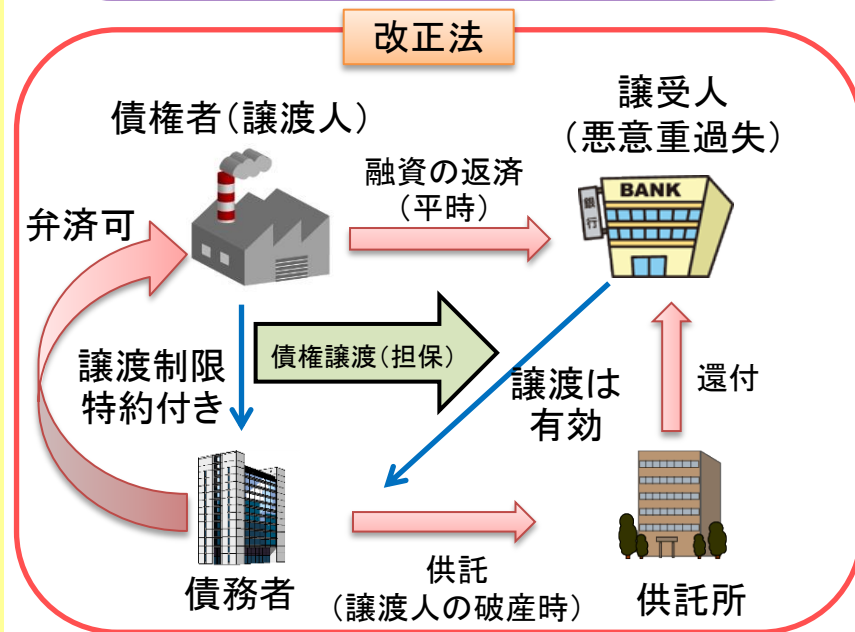 改正法
債権者(譲渡人)
譲受人
(悪意重過失)
融資の返済
(平時)
BANK
銀行
弁済可
債権譲渡(担保)
譲渡制限
特約付き
譲渡は
有効
還付
債務者
供託
(譲渡人の破産時)
供託所